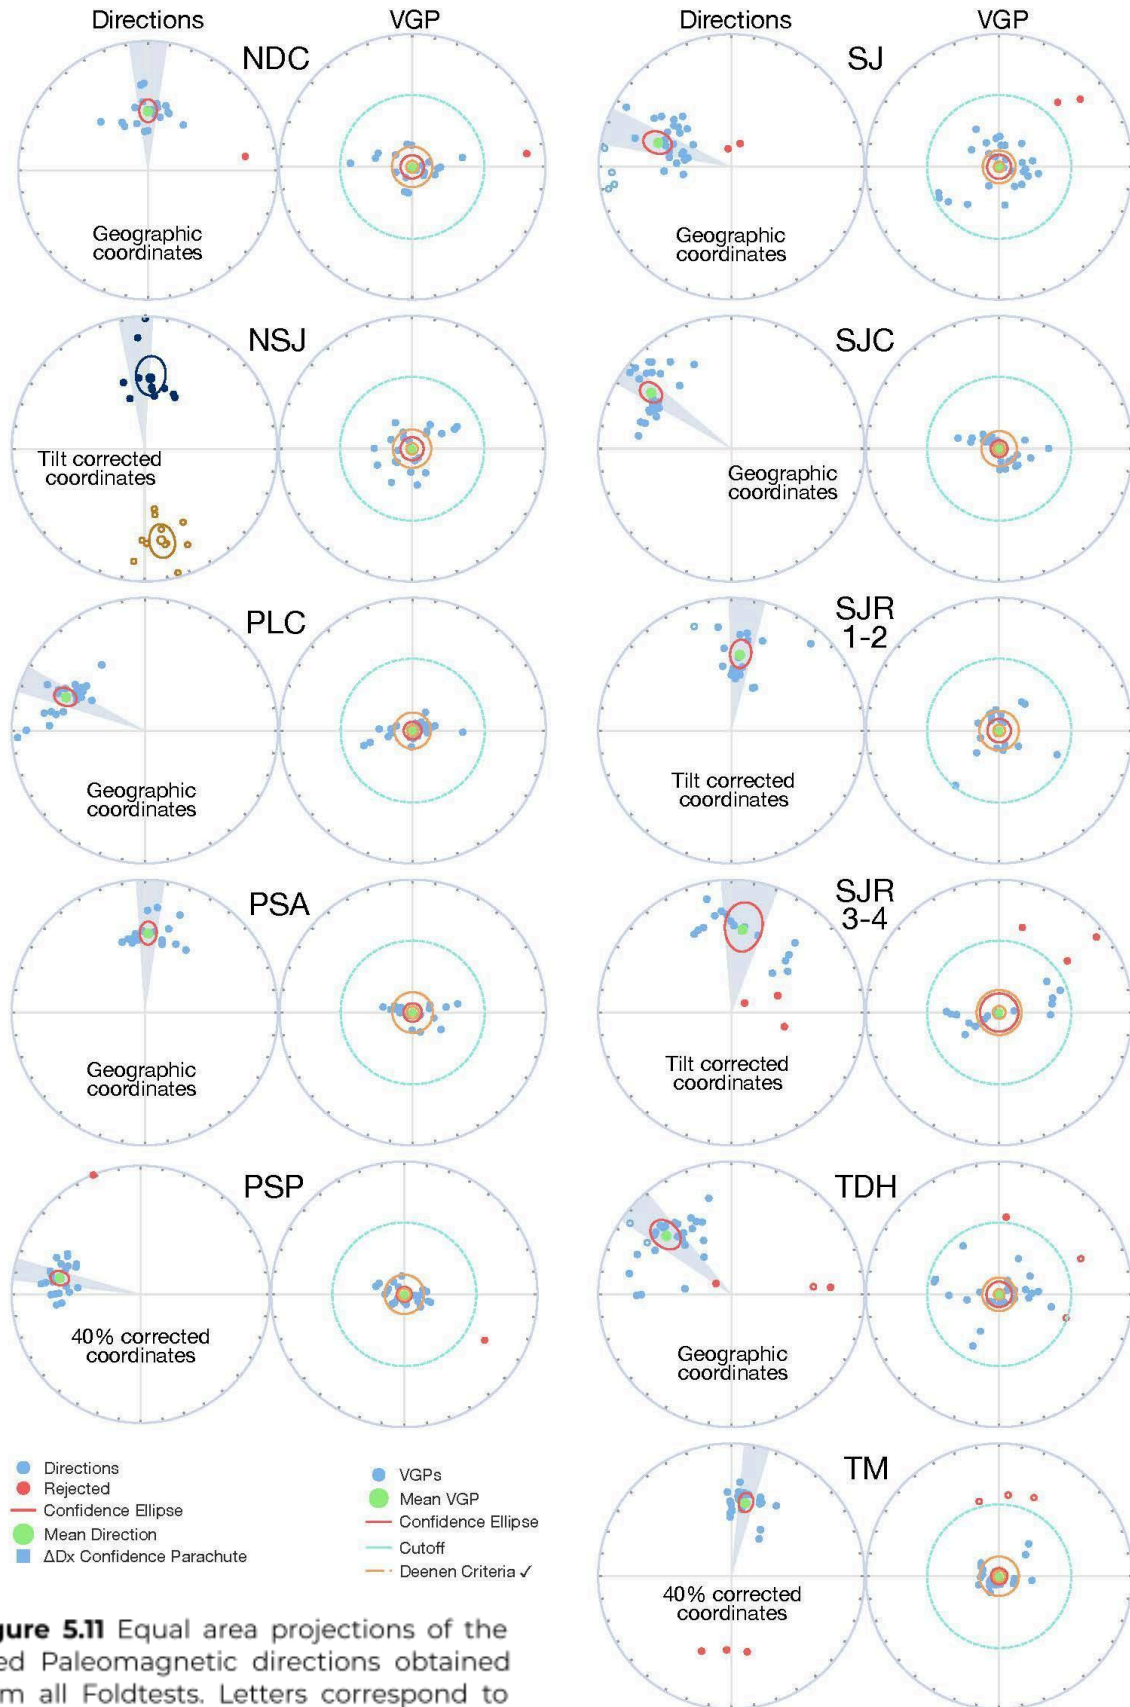 Directions
VGP
NDC
Geographic
coordinates
NSJ
Tilt corrected
coordinates
PLC
Geographic
coordinates
PSA
Geographic
coordinates
PSP
40% corrected
coordinates
Directions
Rejected
Confidence Ellipse
Mean Direction
ΔDx Confidence Parachute
VGPs
Mean VGP
Confidence Ellipse
Cutoff
Deenen Criteria ✓
gure 5.11 Equal area projections of the
ed Paleomagnetic directions obtained
m all Foldtests. Letters correspond to
Directions
VGP
SJ
Geographic
coordinates
SJC
Geographic
coordinates
SJR
1-2
Tilt corrected
coordinates
SJR
3-4
Tilt corrected
coordinates
TDH
Geographic
coordinates
TM
40% corrected
coordinates